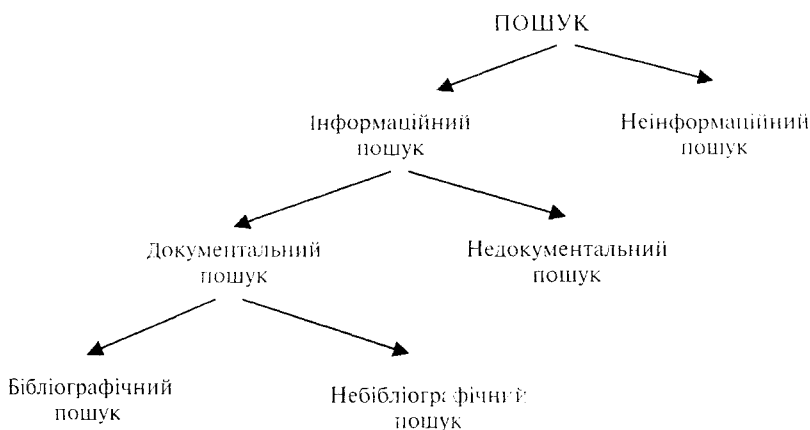 ПОШУК
Інформаційний
пошук
Неінформаційний
пошук
Документальний
пошук
Недокументальний
пошук
Бібліографічний
пошук
Небібліографічний
пошук